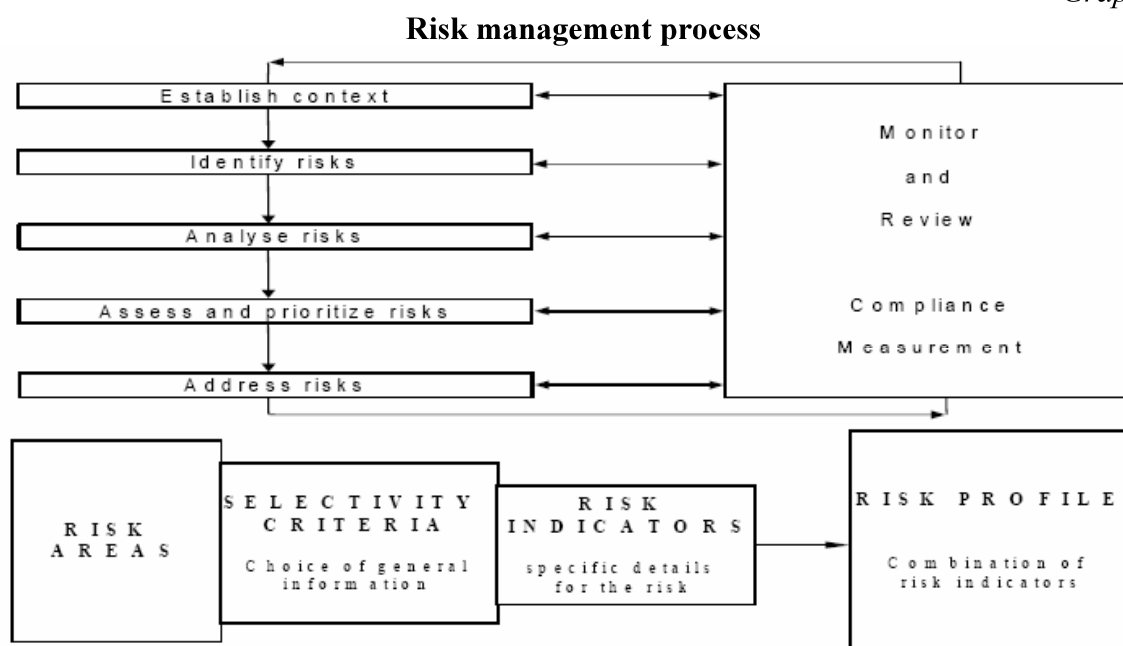 Risk management process
Establish context
Identify risks
Analyse risks
Assess and prioritize risks
Address risks
Monitor
and
Review
Compliance
Measurement
RISK
AREAS
SELECTIVITY
CRITERIA
Choice of general
information
RISK
INDICATORS
specific details
for the risk
RISK PROFILE
Combination of
risk indicators